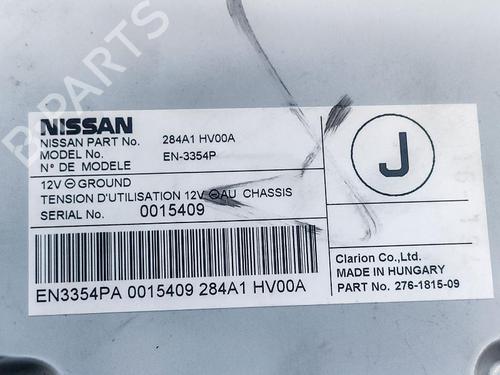 B-PARTS
NISSAN
NISSAN PART No. 284A1 HV00A
MODEL No. EN-3354P
N° DE MODELE
12V ⊖ GROUND
TENSION D'UTILISATION 12V ⊖ AU CHASSIS
SERIAL No. 0015409
EN3354PA 0015409 284A1 HV00A
J
Clarion Co.,Ltd.
MADE IN HUNGARY
PART No. 276-1815-09